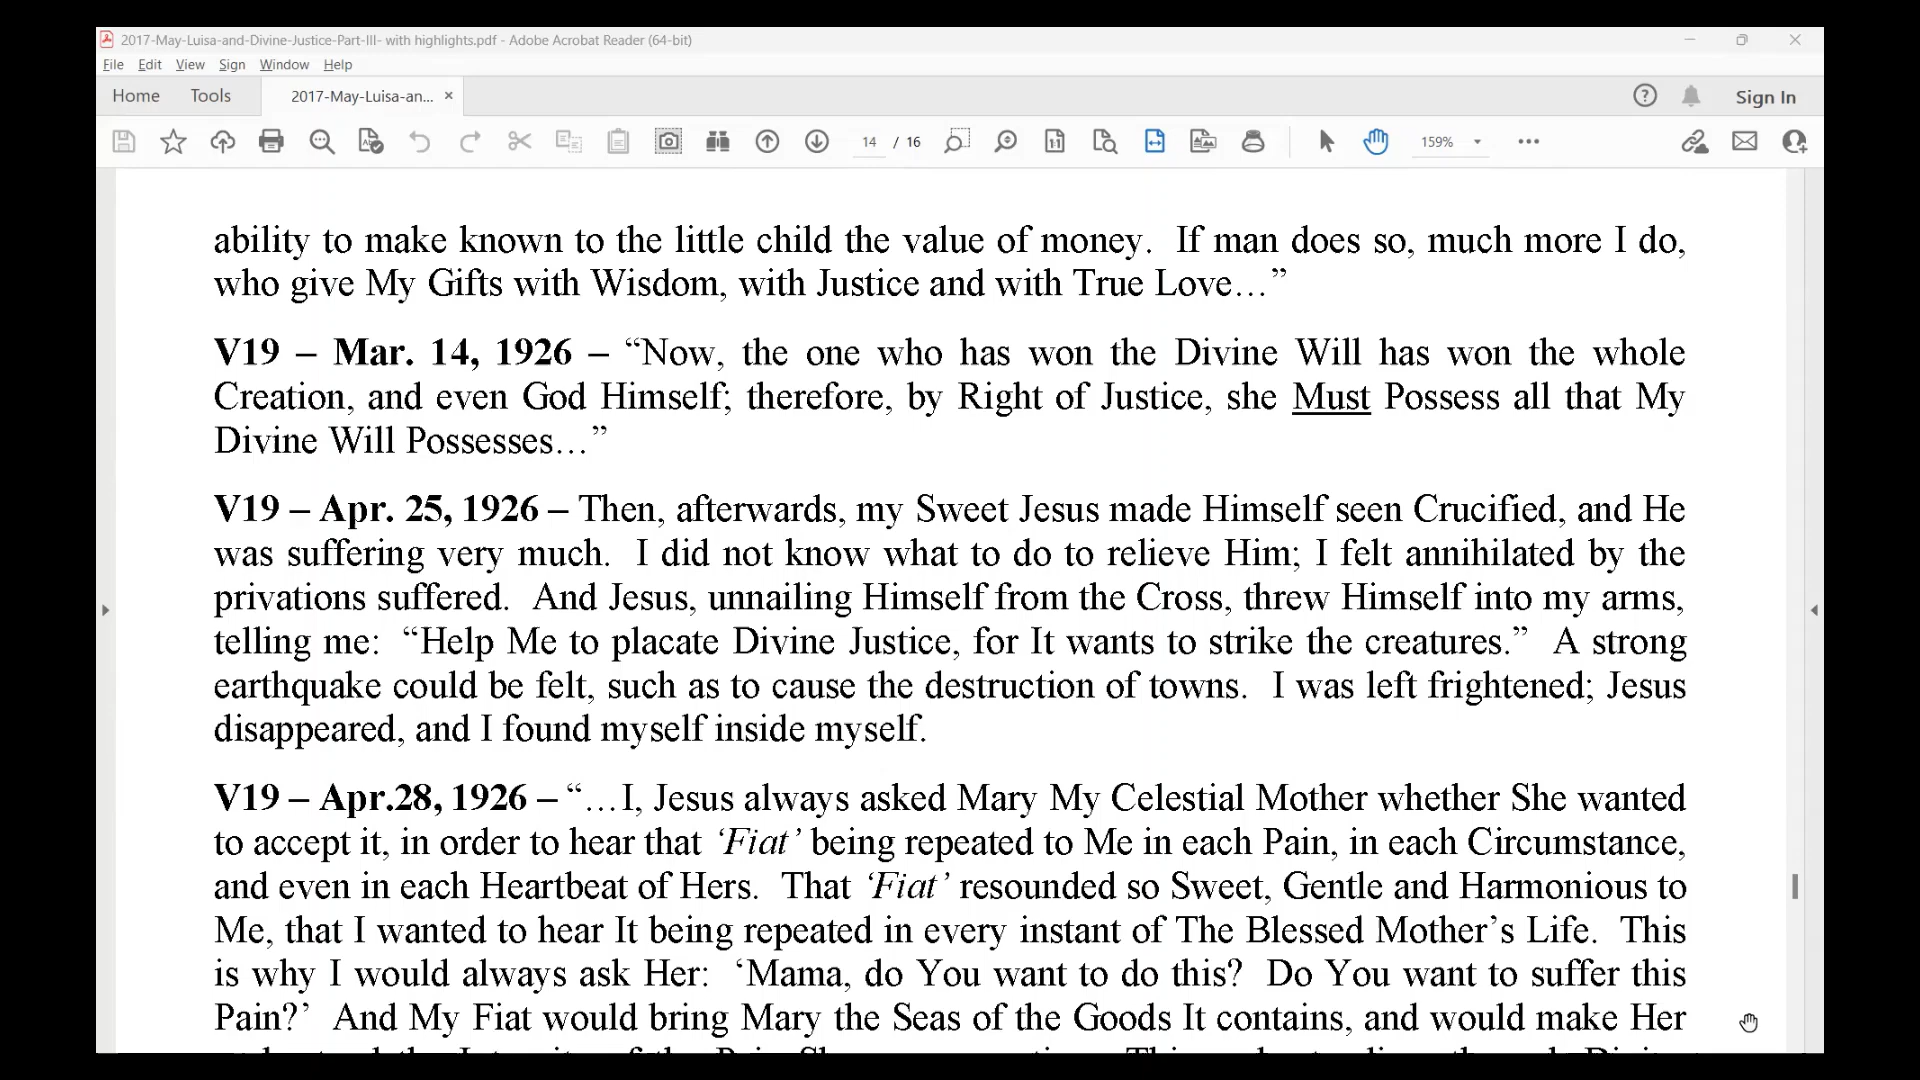 2017-May-Luisa-and-Divine-Justice-Part-III- with highlights.pdf - Adobe Acrobat Reader (64-bit)
File Edit View Sign Window Help
Home Tools 2017-May-Luisa-an... × Sign In
14 / 16 159%
ability to make known to the little child the value of money. If man does so, much more I do,
who give My Gifts with Wisdom, with Justice and with True Love…”
V19 – Mar. 14, 1926 – “Now, the one who has won the Divine Will has won the whole
Creation, and even God Himself; therefore, by Right of Justice, she Must Possess all that My
Divine Will Possesses…”
V19 – Apr. 25, 1926 – Then, afterwards, my Sweet Jesus made Himself seen Crucified, and He
was suffering very much. I did not know what to do to relieve Him; I felt annihilated by the
privations suffered. And Jesus, unnailing Himself from the Cross, threw Himself into my arms,
telling me: “Help Me to placate Divine Justice, for It wants to strike the creatures.” A strong
earthquake could be felt, such as to cause the destruction of towns. I was left frightened; Jesus
disappeared, and I found myself inside myself.
V19 – Apr.28, 1926 – “…I, Jesus always asked Mary My Celestial Mother whether She wanted
to accept it, in order to hear that ‘Fiat’ being repeated to Me in each Pain, in each Circumstance,
and even in each Heartbeat of Hers. That ‘Fiat’ resounded so Sweet, Gentle and Harmonious to
Me, that I wanted to hear It being repeated in every instant of The Blessed Mother’s Life. This
is why I would always ask Her: ‘Mama, do You want to do this? Do You want to suffer this
Pain?’ And My Fiat would bring Mary the Seas of the Goods It contains, and would make Her